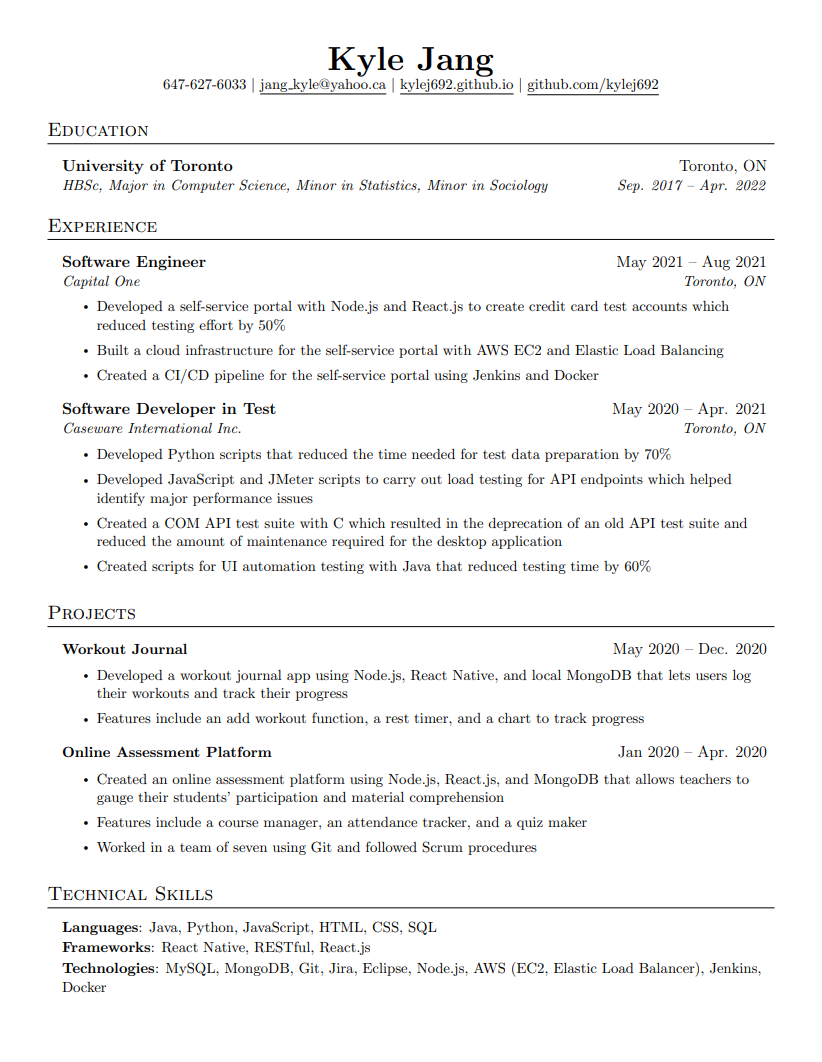 Kyle Jang
647-627-6033 | jang_kyle@yahoo.ca | kylej692.github.io | github.com/kylej692
Education
University of Toronto Toronto, ON
HBSc, Major in Computer Science, Minor in Statistics, Minor in Sociology Sep. 2017 – Apr. 2022
Experience
Software Engineer May 2021 – Aug 2021
Capital One Toronto, ON
• Developed a self-service portal with Node.js and React.js to create credit card test accounts which
reduced testing effort by 50%
• Built a cloud infrastructure for the self-service portal with AWS EC2 and Elastic Load Balancing
• Created a CI/CD pipeline for the self-service portal using Jenkins and Docker
Software Developer in Test May 2020 – Apr. 2021
Caseware International Inc. Toronto, ON
• Developed Python scripts that reduced the time needed for test data preparation by 70%
• Developed JavaScript and JMeter scripts to carry out load testing for API endpoints which helped
identify major performance issues
• Created a COM API test suite with C which resulted in the deprecation of an old API test suite and
reduced the amount of maintenance required for the desktop application
• Created scripts for UI automation testing with Java that reduced testing time by 60%
Projects
Workout Journal May 2020 – Dec. 2020
• Developed a workout journal app using Node.js, React Native, and local MongoDB that lets users log
their workouts and track their progress
• Features include an add workout function, a rest timer, and a chart to track progress
Online Assessment Platform Jan 2020 – Apr. 2020
• Created an online assessment platform using Node.js, React.js, and MongoDB that allows teachers to
gauge their students' participation and material comprehension
• Features include a course manager, an attendance tracker, and a quiz maker
• Worked in a team of seven using Git and followed Scrum procedures
Technical Skills
Languages: Java, Python, JavaScript, HTML, CSS, SQL
Frameworks: React Native, RESTful, React.js
Technologies: MySQL, MongoDB, Git, Jira, Eclipse, Node.js, AWS (EC2, Elastic Load Balancer), Jenkins,
Docker